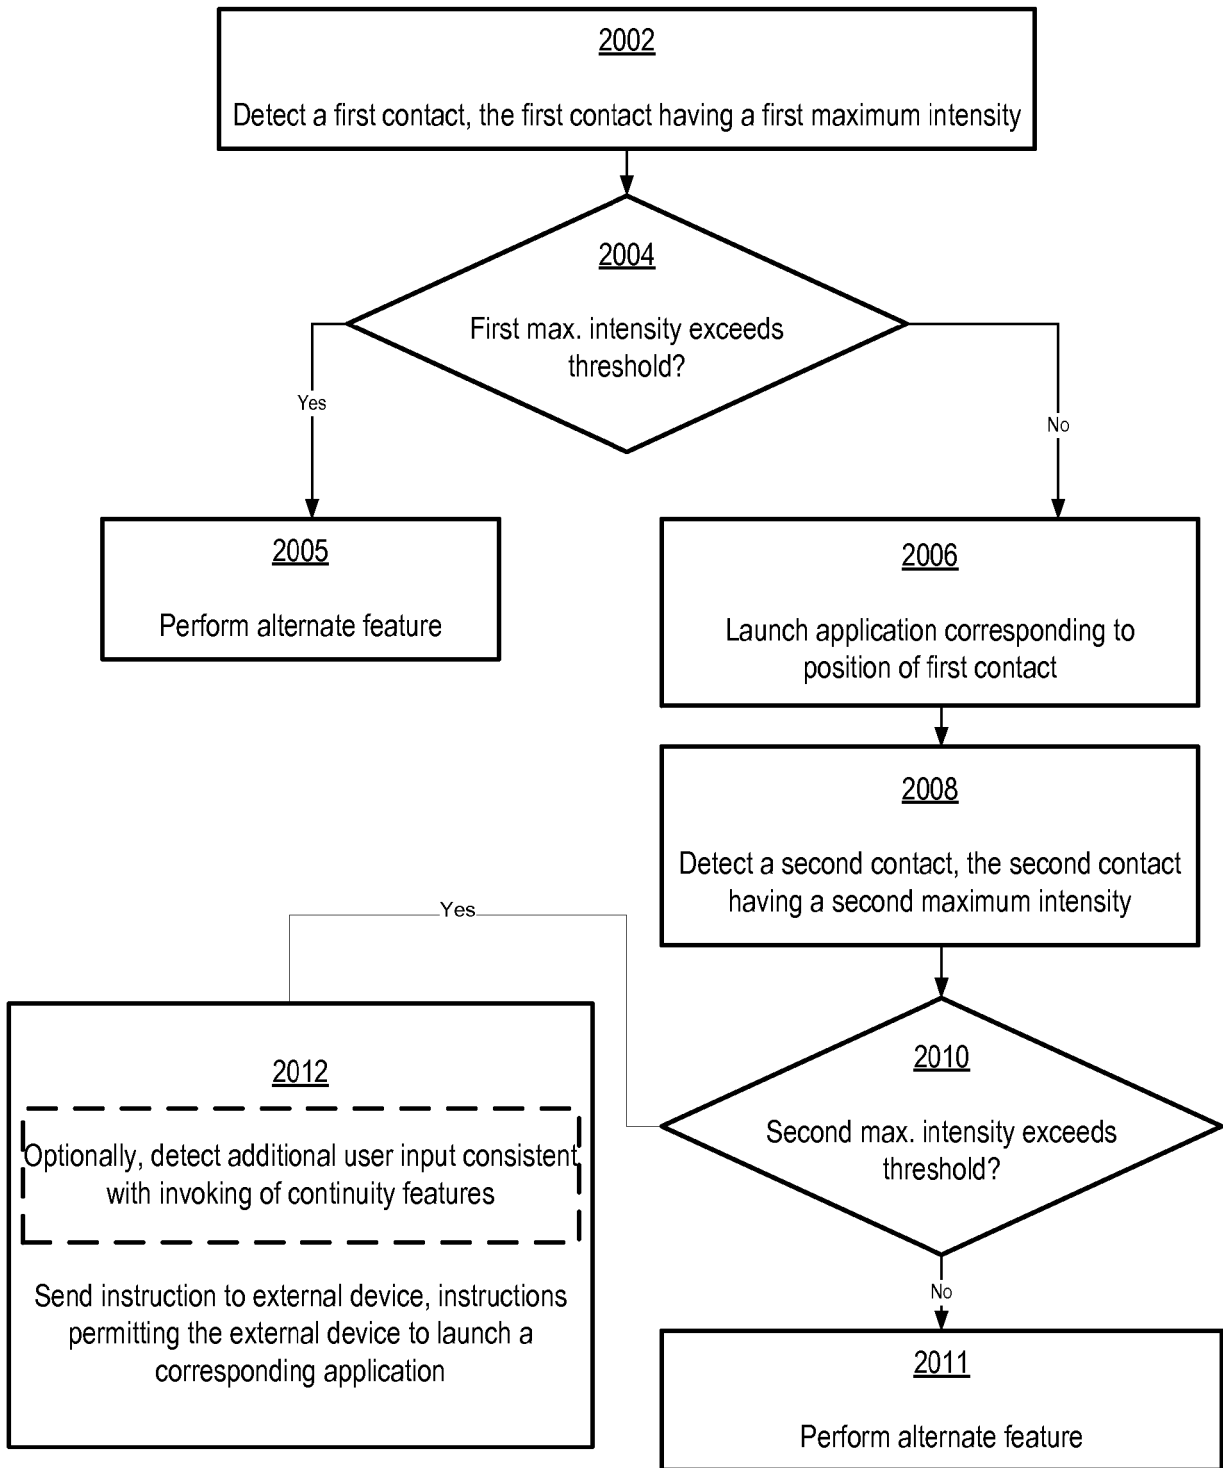 2002
Detect a first contact, the first contact having a first maximum intensity
2004
First max. intensity exceeds
threshold?
Yes
No
2005
Perform alternate feature
2006
Launch application corresponding to
position of first contact
2008
Detect a second contact, the second contact
having a second maximum intensity
Yes
2010
Second max. intensity exceeds
threshold?
2012
Optionally, detect additional user input consistent
with invoking of continuity features
Send instruction to external device, instructions
permitting the external device to launch a
corresponding application
No
2011
Perform alternate feature